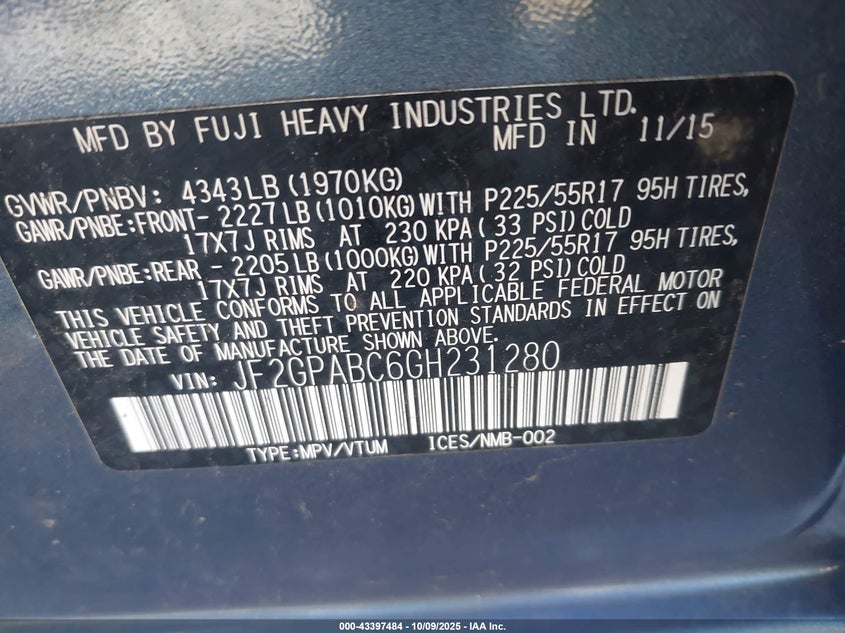 MFD BY FUJI HEAVY INDUSTRIES LTD.
MFD IN 11/15
GVWR/PNBV: 4343LB (1970KG)
GAWR/PNBE:FRONT- 2227 LB (1010KG) WITH P225/55R17 95H TIRES,
17X7J RIMS AT 230 KPA (33 PSI) COLD
GAWR/PNBE:REAR - 2205 LB (1000KG) WITH P225/55R17 95H TIRES,
17X7J RIMS AT 220 KPA (32 PSI) COLD
THIS VEHICLE CONFORMS TO ALL APPLICABLE FEDERAL MOTOR
VEHICLE SAFETY AND THEFT PREVENTION STANDARDS IN EFFECT ON
THE DATE OF MANUFACTURE SHOWN ABOVE.
VIN: JF2GPABC6GH231280
TYPE:MPV/VTUM ICES/NMB-002
000-43397484 - 10/09/2025 - IAA Inc.